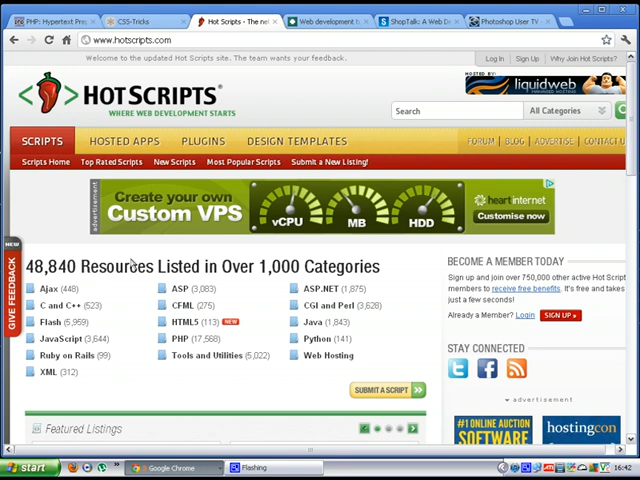 PHP: Hypertext Prep
CSS-Tricks
Hot Scripts - The ne
Web development fo
ShopTalk: A Web De
Photoshop User TV -
www.hotscripts.com
Welcome to the updated Hot Scripts site. The team wants your feedback.
Log In
Sign Up
Why Join Hot Scripts?
HOT SCRIPTS
WHERE WEB DEVELOPMENT STARTS
HOSTED BY:
liquidweb
Search
All Categories
SCRIPTS
HOSTED APPS
PLUGINS
DESIGN TEMPLATES
FORUM | BLOG | ADVERTISE | CONTACT U
Scripts Home
Top Rated Scripts
New Scripts
Most Popular Scripts
Submit a New Listing!
advertisement
Create your own
Custom VPS
vCPU
MB
HDD
heart internet
Customise now
NEW
GIVE FEEDBACK
48,840 Resources Listed in Over 1,000 Categories
Ajax (448)
ASP (3,083)
ASP.NET (1,875)
C and C++ (523)
CFML (275)
CGI and Perl (3,628)
Flash (5,959)
HTML5 (113) NEW
Java (1,843)
JavaScript (3,644)
PHP (17,568)
Python (141)
Ruby on Rails (99)
Tools and Utilities (5,022)
Web Hosting
XML (312)
SUBMIT A SCRIPT
BECOME A MEMBER TODAY
Sign up and join over 750,000 other active Hot Script
members to receive free benefits. It's free and takes
just a few seconds!
Already a Member? Login
SIGN UP
STAY CONNECTED
advertisement
Featured Listings
#1 ONLINE AUCTION
SOFTWARE
hostingcon
start
Google Chrome
Flashing
16:42